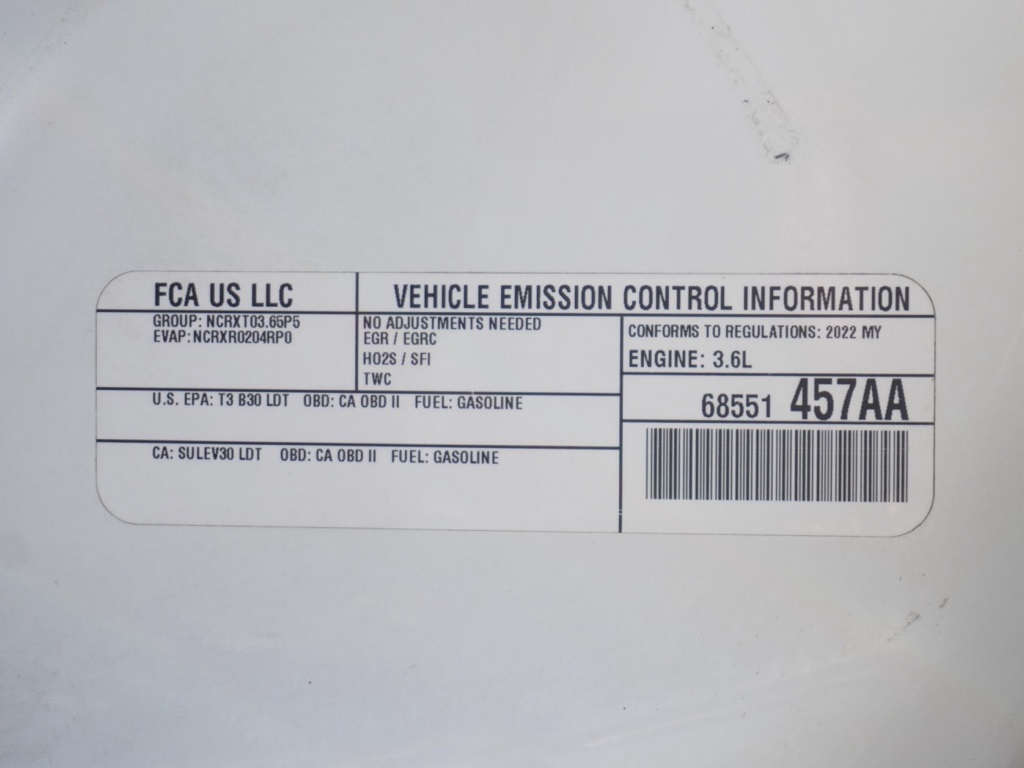 FCA US LLC
VEHICLE EMISSION CONTROL INFORMATION
GROUP: NCRXT03.65P5
EVAP: NCRXR0204RP0
NO ADJUSTMENTS NEEDED
EGR / EGRC
HO2S / SFI
TWC
CONFORMS TO REGULATIONS: 2022 MY
ENGINE: 3.6L
U.S. EPA: T3 B30 LDT OBD: CA OBD II FUEL: GASOLINE
68551 457AA
CA: SULEV30 LDT OBD: CA OBD II FUEL: GASOLINE